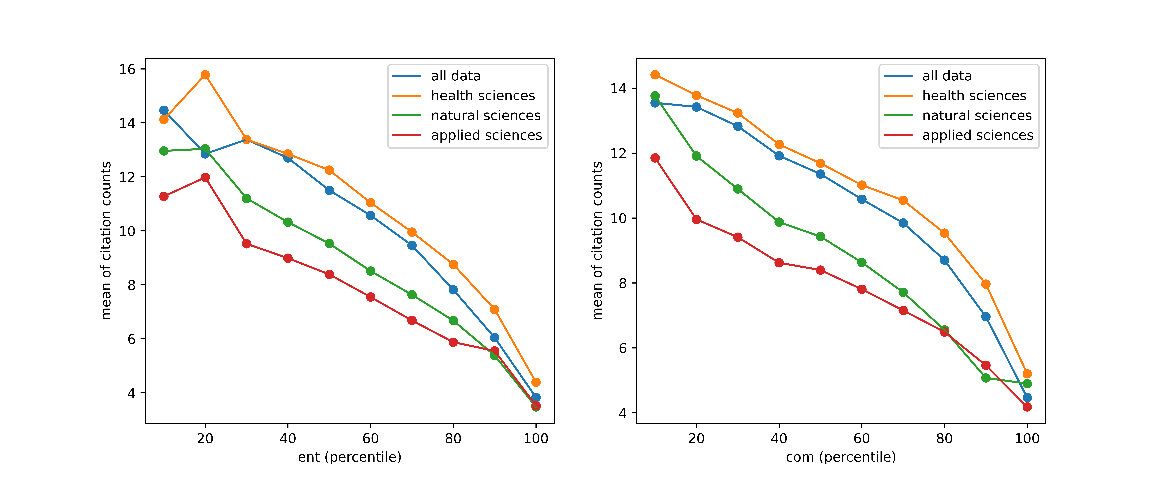 mean of citation counts
16
14
12
10
8
6
4
20
40
60
80
100
ent (percentile)
all data
health sciences
natural sciences
applied sciences
mean of citation counts
14
12
10
8
6
4
20
40
60
80
100
com (percentile)
all data
health sciences
natural sciences
applied sciences